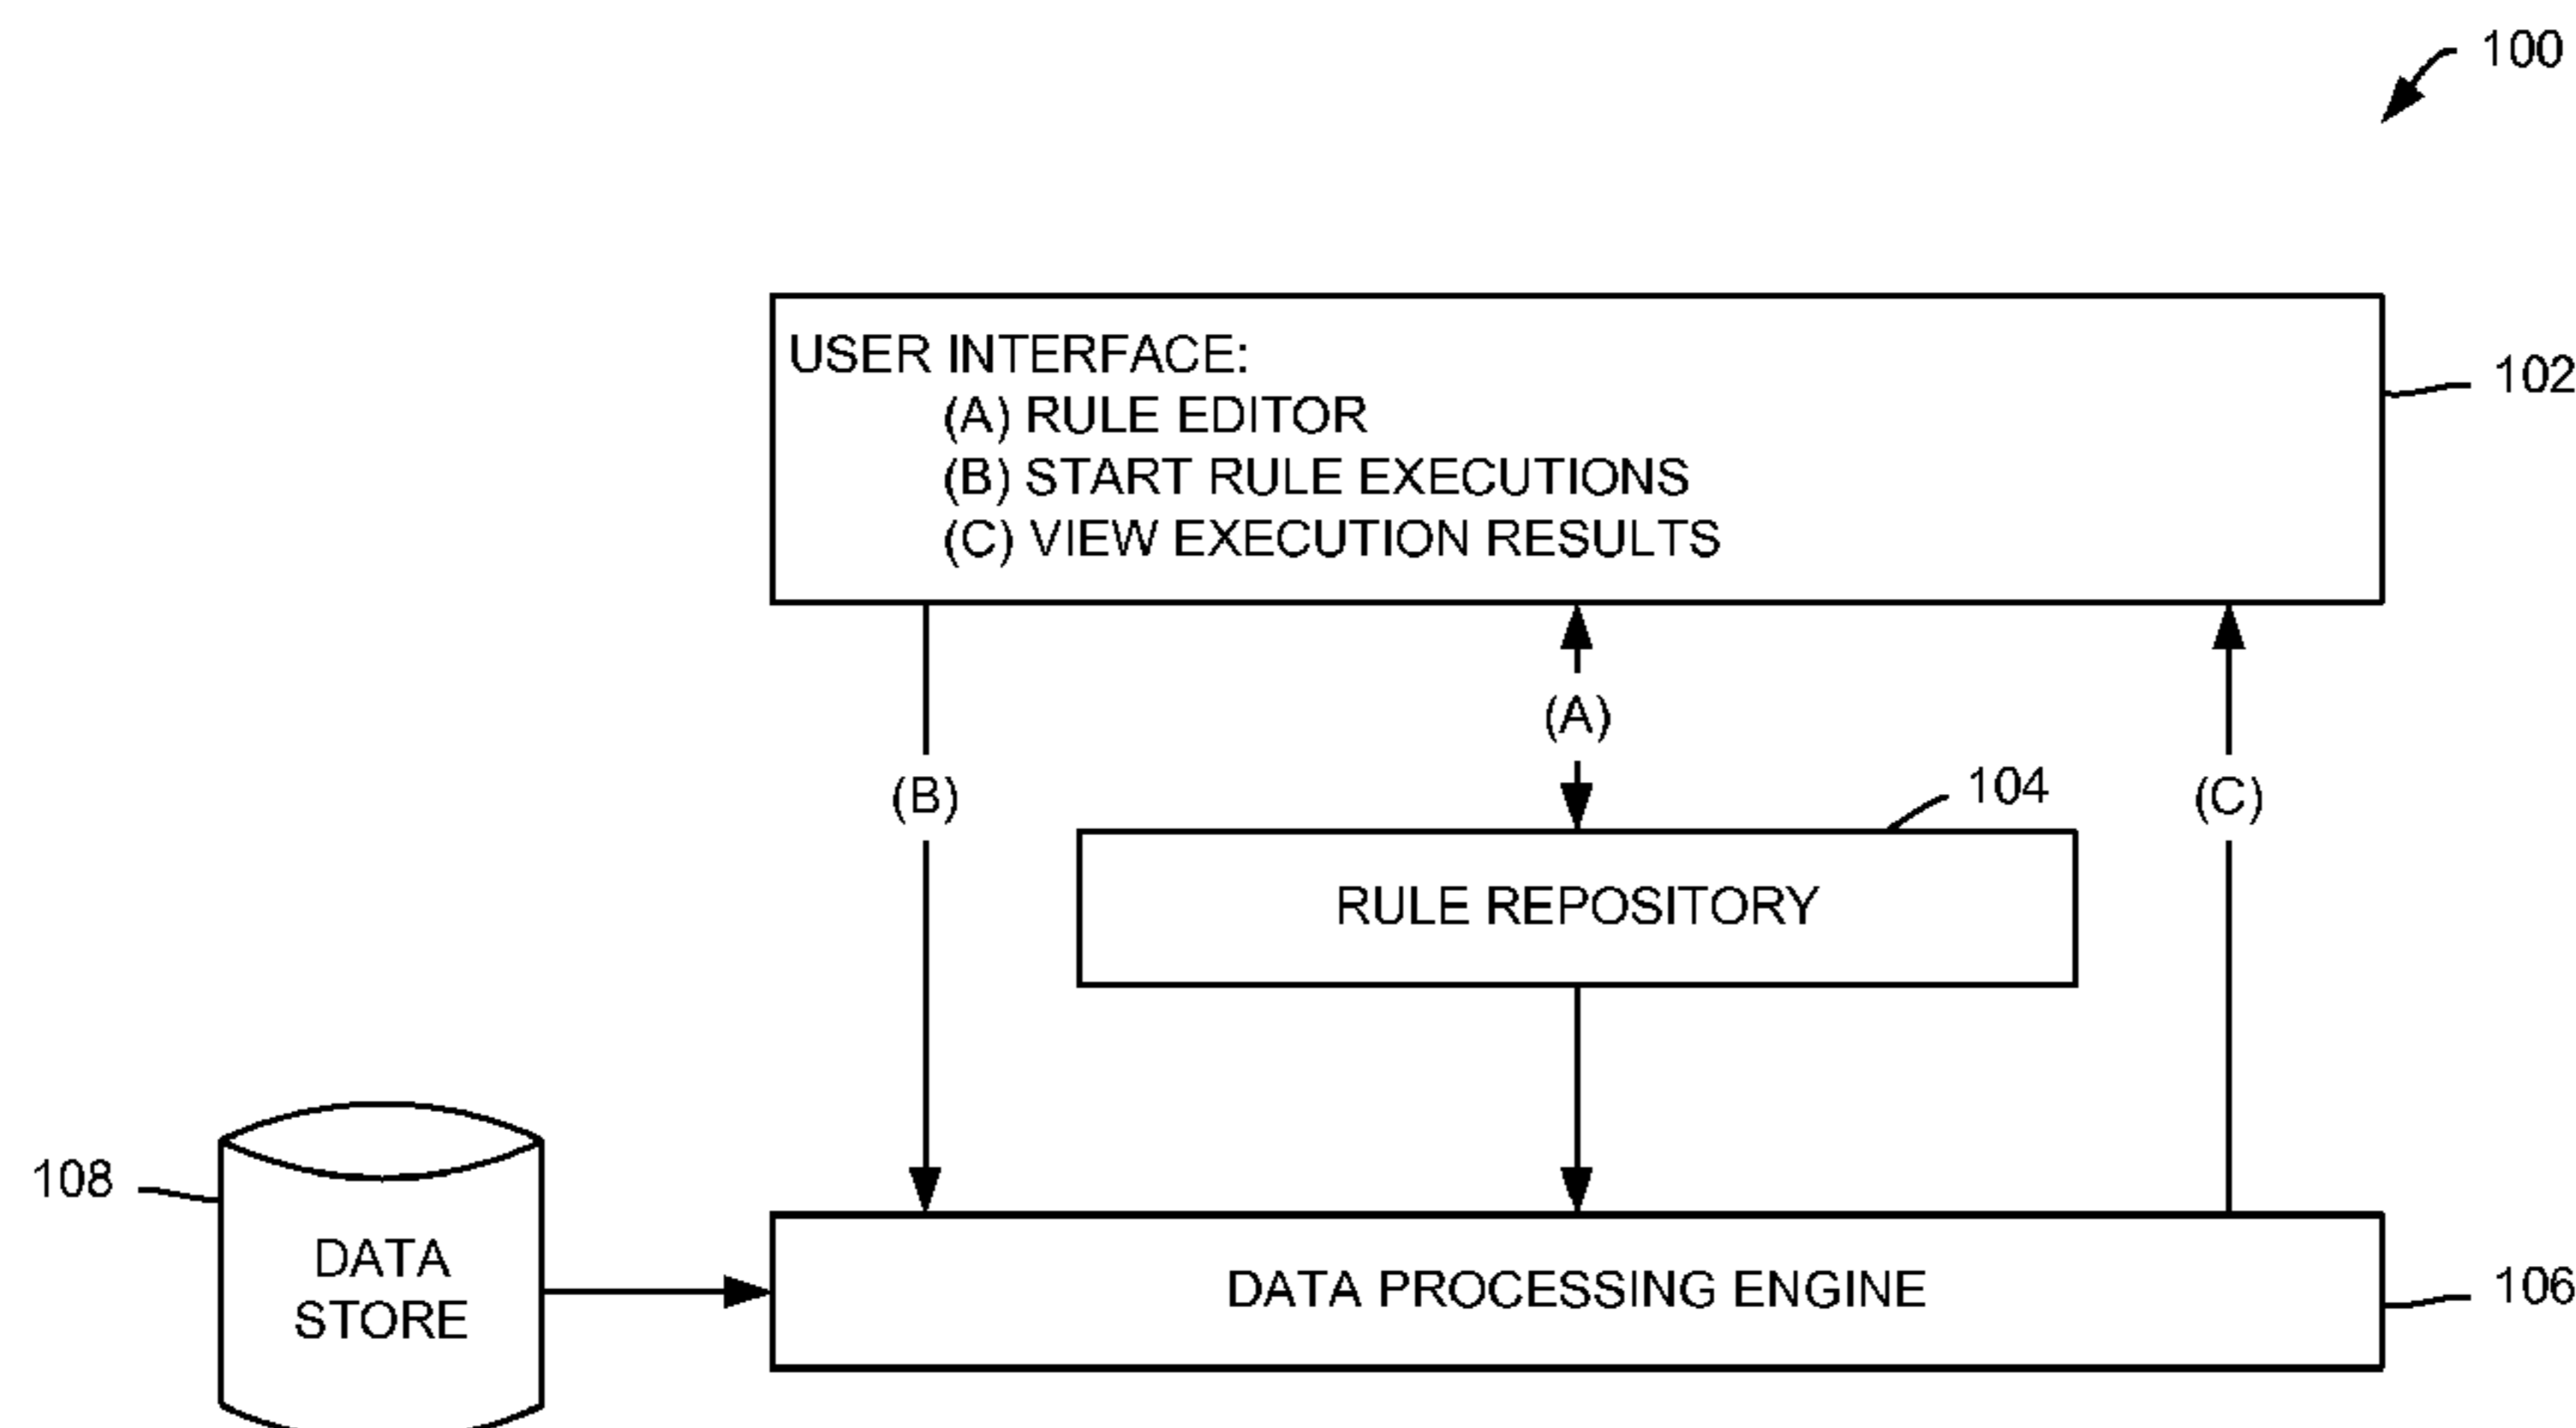 100
USER INTERFACE:
(A) RULE EDITOR
(B) START RULE EXECUTIONS
(C) VIEW EXECUTION RESULTS
102
(A)
(B)
104
(C)
RULE REPOSITORY
108
DATA
STORE
DATA PROCESSING ENGINE
106